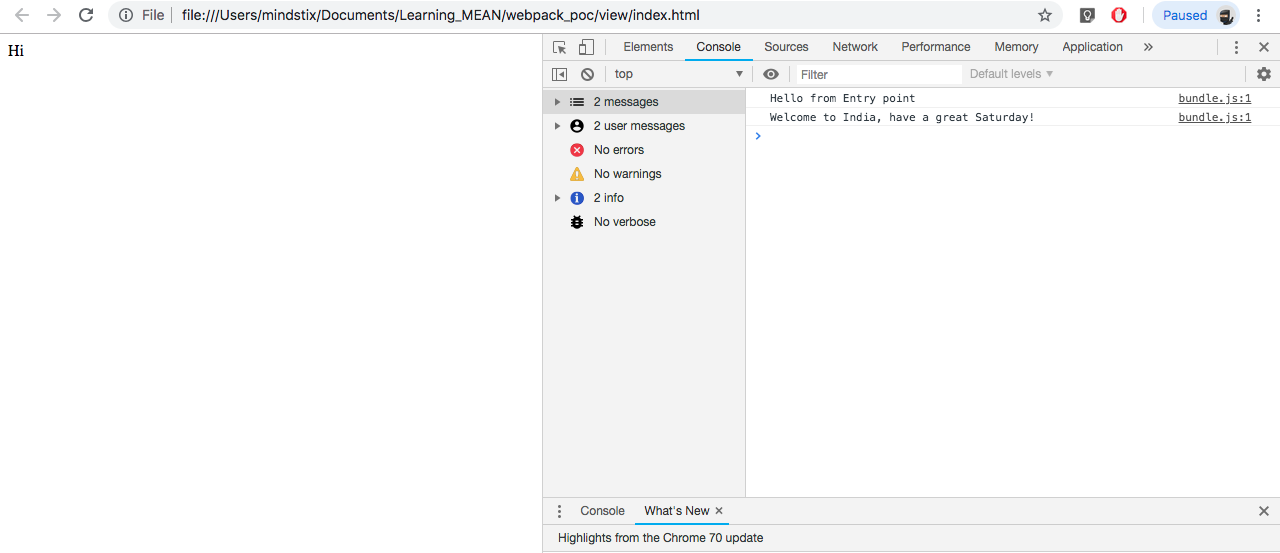 File file:///Users/mindstix/Documents/Learning_MEAN/webpack_poc/view/index.html Paused
Hi
Elements Console Sources Network Performance Memory Application »
top Filter Default levels
2 messages
2 user messages
No errors
No warnings
2 info
No verbose
Hello from Entry point bundle.js:1
Welcome to India, have a great Saturday! bundle.js:1
Console What's New
Highlights from the Chrome 70 update